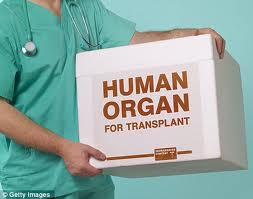 HUMAN
ORGAN
FOR TRANSPLANT
© Getty Images